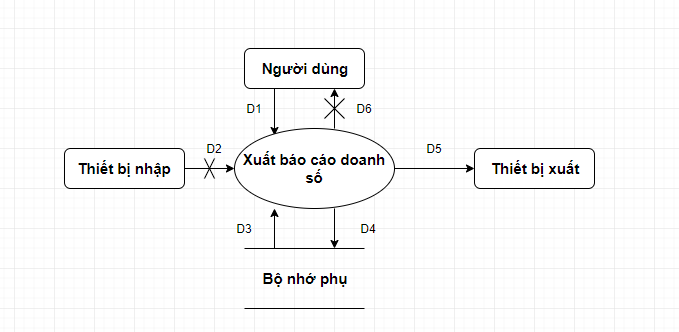 Người dùng
D1
D6
D2
Thiết bị nhập
Xuất báo cáo doanh
số
D5
Thiết bị xuất
D3
D4
Bộ nhớ phụ